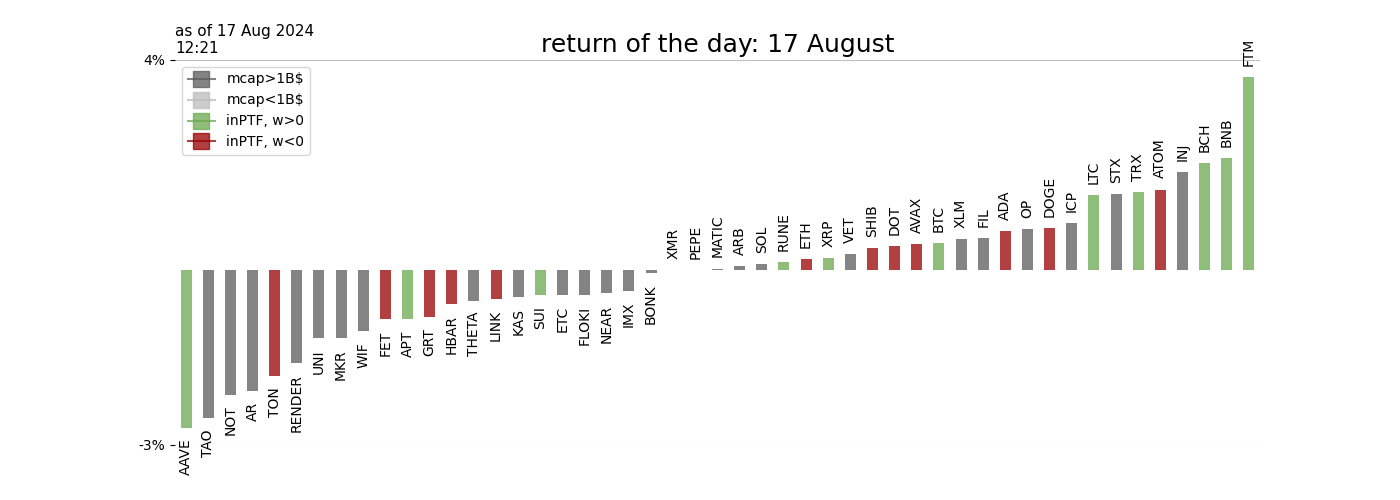 as of 17 Aug 2024
12:21
return of the day: 17 August
4%
mcap>1B$
mcap<1B$
inPTF, w>0
inPTF, w<0
-3%
AAVE
TAO
NOT
AR
TON
RENDER
UNI
MKR
WIF
FET
APT
GRT
HBAR
THETA
LINK
KAS
SUI
ETC
FLOKI
NEAR
IMX
BONK
XMR
PEPE
MATIC
ARB
SOL
RUNE
ETH
XRP
VET
SHIB
DOT
AVAX
BTC
XLM
FIL
ADA
OP
DOGE
ICP
LTC
STX
TRX
ATOM
INJ
BCH
BNB
FTM